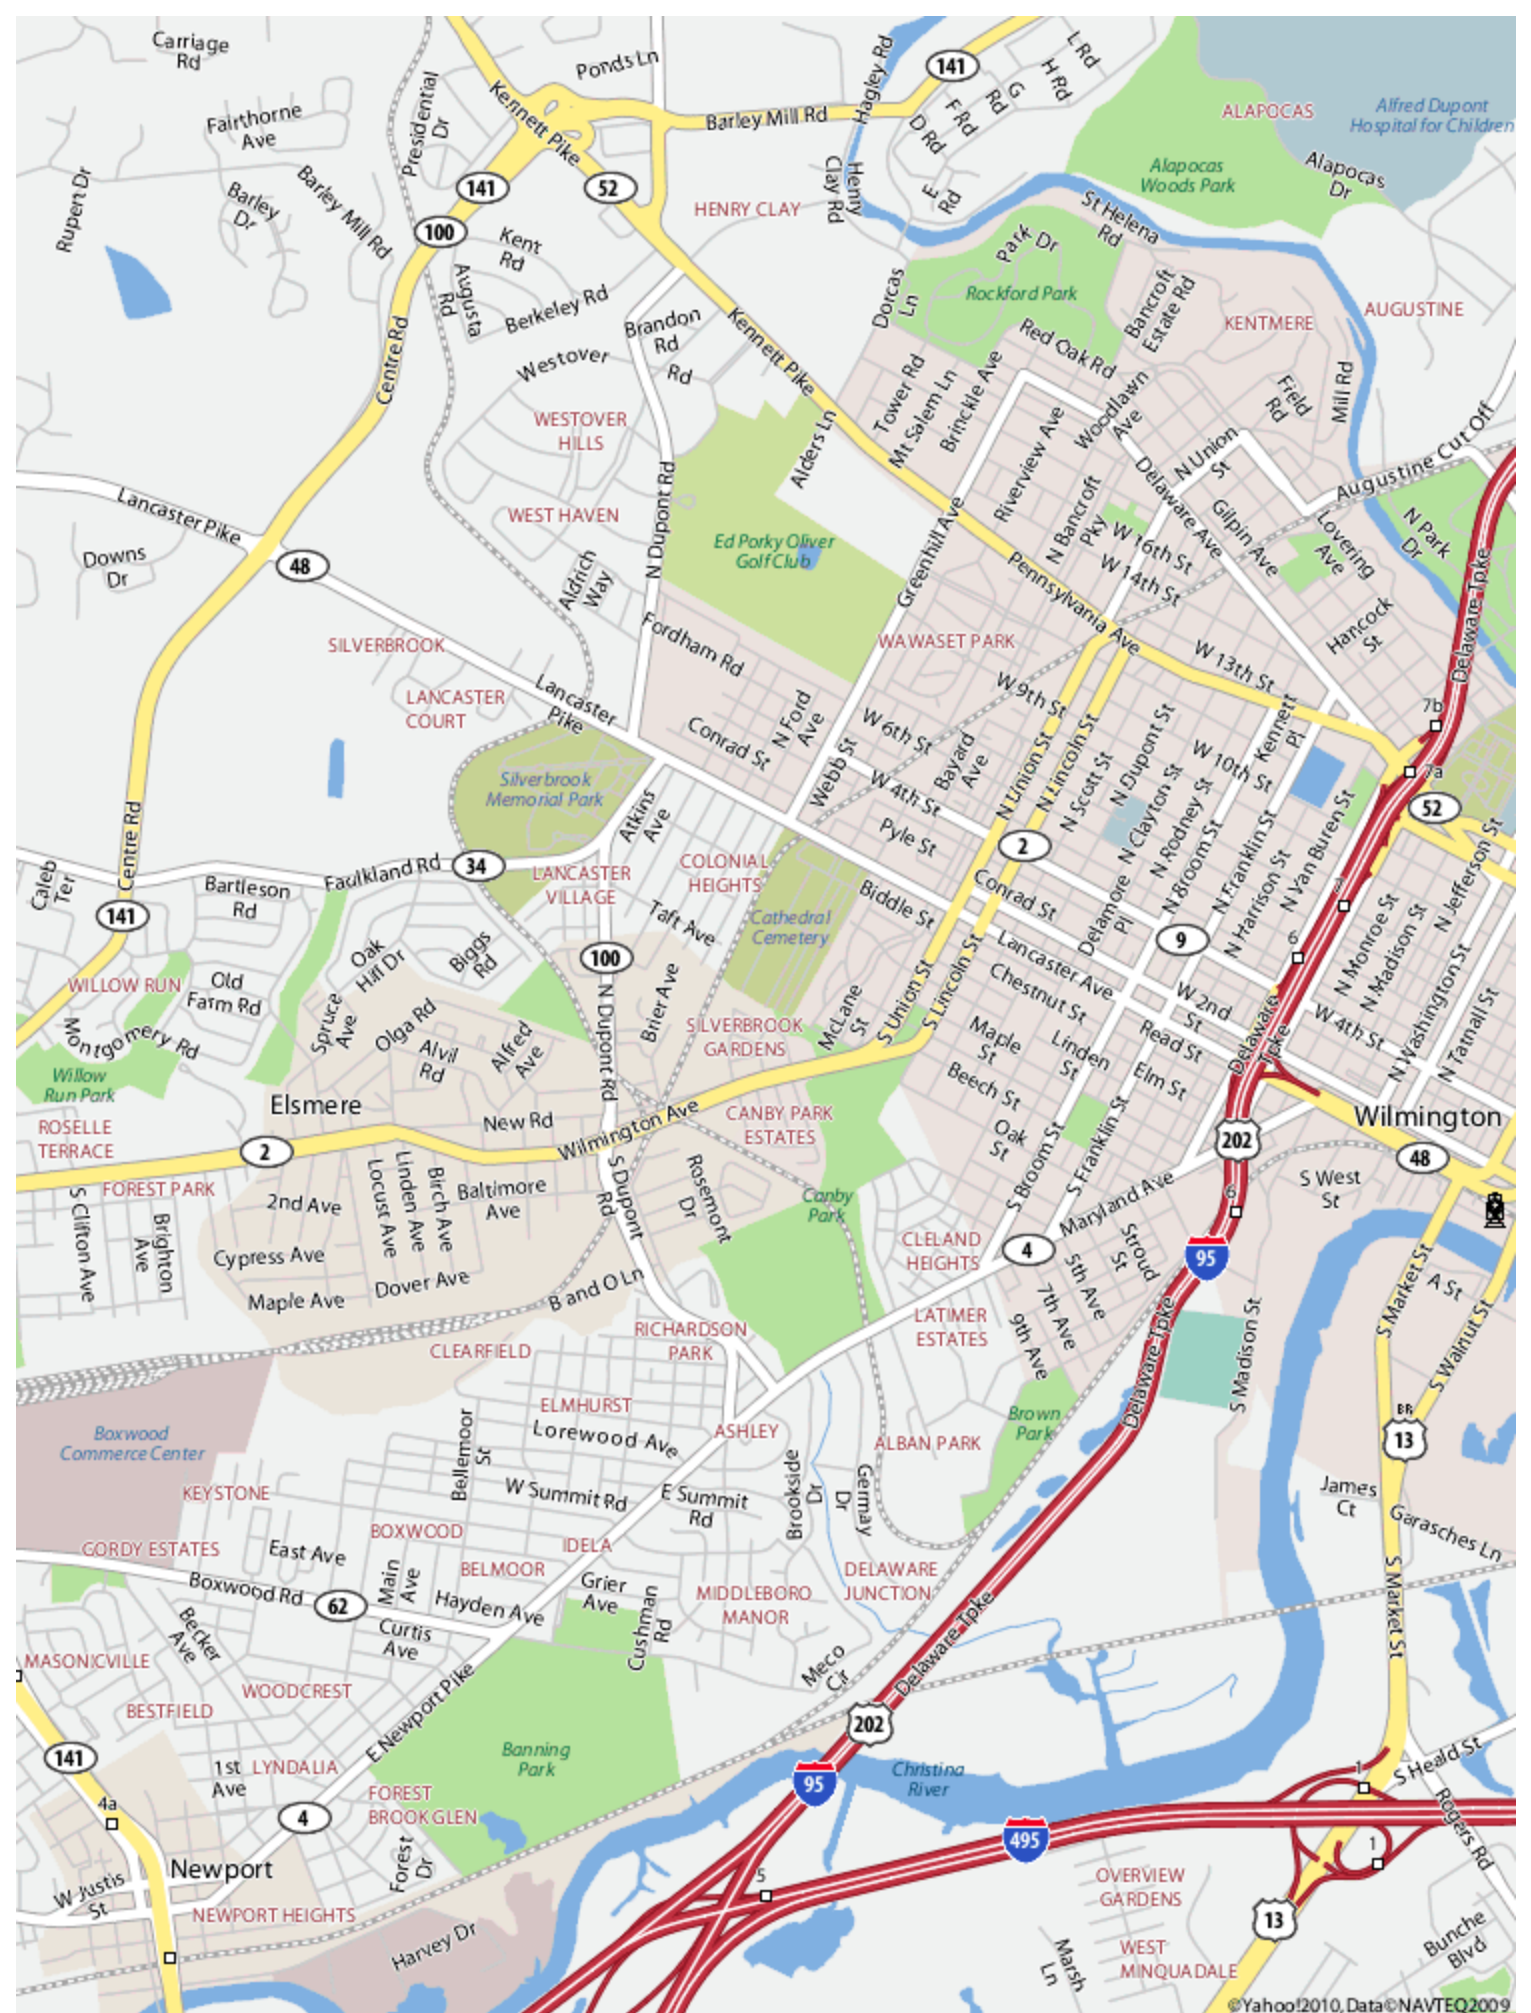 Carriage
Rd
Ponds Ln
Hagley Rd
141
L Rd
H Rd
G
Rd
F Rd
D Rd
E
Rd
Presidential
Dr
Kennett Pike
Barley Mill Rd
Fairthorne
Ave
ALAPOCAS
Alfred Dupont
Hospital for Children
Alapocas
Woods Park
Alapocas
Dr
Rupert Dr
Barley
Dr
Barley Mill Rd
141
52
Henry
Clay Rd
HENRY CLAY
100
St Helena
Rd
Kent
Rd
Augusta
Rd
Berkeley Rd
Park Dr
Rockford Park
Dorcas
Ln
Bancroft
Estate Rd
KENTMERE
AUGUSTINE
Centre Rd
Brandon
Rd
Rd
Westover
Kennett Pike
Red Oak Rd
Tower Rd
Mt Salem Ln
Brinckle Ave
Woodlawn
Ave
Field
Rd
Mill Rd
WESTOVER
HILLS
Alders Ln
Riverview Ave
N Union
St
Augustine Cut Off
Lancaster Pike
WEST HAVEN
N Dupont Rd
Ed Porky Oliver
Golf Club
Greenhill Ave
N Bancroft
Pky
Delaware Ave
Gilpin Ave
Lovering
Ave
N Park
Dr
W 16th St
W 14th St
Downs
Dr
48
Aldrich
Way
Pennsylvania Ave
Hancock
St
Delaware Tpke
SILVERBROOK
Fordham Rd
WAWASET PARK
W 13th St
LANCASTER
COURT
Lancaster
Pike
W 9th St
N Ford
Ave
Conrad St
W 6th St
Bayard
Ave
N Union St
N Lincoln St
N Scott St
N Dupont St
W 10th St
Kennett
Pl
7b
7a
52
Silverbrook
Memorial Park
Atkins
Ave
Webb St
W 4th St
Pyle St
2
N Clayton St
N Rodney St
N Broom St
N Franklin St
N Harrison St
N Van Buren St
7
N Jefferson St
Centre Rd
Caleb
Ter
Bartleson
Rd
Faulkland Rd
34
LANCASTER
VILLAGE
COLONIAL
HEIGHTS
Taft Ave
Cathedral
Cemetery
Biddle St
Conrad St
Delamore
Pl
9
6
N Monroe St
N Madison St
N Washington St
N Tatnall St
141
WILLOW RUN
Old
Farm Rd
Oak
Hill Dr
Biggs
Rd
100
Lancaster Ave
Chestnut St
W 2nd
St
W 4th St
Montgomery Rd
Spruce
Ave
Olga Rd
Alvil
Rd
Alfred
Ave
N Dupont Rd
Brier Ave
SILVERBROOK
GARDENS
McLane
St
S Union St
S Lincoln St
Maple
St
Linden
St
Read St
Delaware
Tpke
Willow
Run Park
Elsmere
New Rd
Beech St
Elm St
Oak
St
Wilmington
ROSELLE
TERRACE
2
Wilmington Ave
CANBY PARK
ESTATES
202
48
FOREST PARK
S Clifton Ave
Brighton
Ave
2nd Ave
Locust Ave
Linden Ave
Birch Ave
Baltimore
Ave
S Dupont
Rd
Rosemont
Dr
Canby
Park
S Broom St
S Franklin St
Maryland Ave
6
S West
St
Cypress Ave
Maple Ave
Dover Ave
B and O Ln
CLELAND
HEIGHTS
4
Stroud
St
5th Ave
7th Ave
9th Ave
95
S Market St
A St
S Walnut St
RICHARDSON
PARK
CLEARFIELD
LATIMER
ESTATES
Delaware Tpke
S Madison St
ELMHURST
Lorewood Ave
Boxwood
Commerce Center
Bellemoor
St
ASHLEY
Brown
Park
ALBAN PARK
BR
13
KEYSTONE
W Summit Rd
E Summit
Rd
Brookside
Dr
Germay
Dr
James
Ct
Garasches Ln
BOXWOOD
IDELA
GORDY ESTATES
East Ave
BELMOOR
DELAWARE
JUNCTION
Boxwood Rd
62
Main
Ave
Hayden Ave
Grier
Ave
Cushman
Rd
MIDDLEBORO
MANOR
Delaware Tpke
S Market St
Becker
Ave
Curtis
Ave
MASONICVILLE
WOODCREST
Meco
Cir
BESTFIELD
E Newport Pike
202
141
1st
Ave
LYNDALIA
Banning
Park
Christina
River
S Heald St
1
95
FOREST
BROOK GLEN
4a
4
495
Rogers Rd
Newport
Forest
Dr
W Justis
St
5
1
OVERVIEW
GARDENS
NEWPORT HEIGHTS
Harvey Dr
13
Marsh
Ln
WEST
MINQUADALE
Bunche
Blvd
©Yahoo!2010, Data©NAVTEQ2009